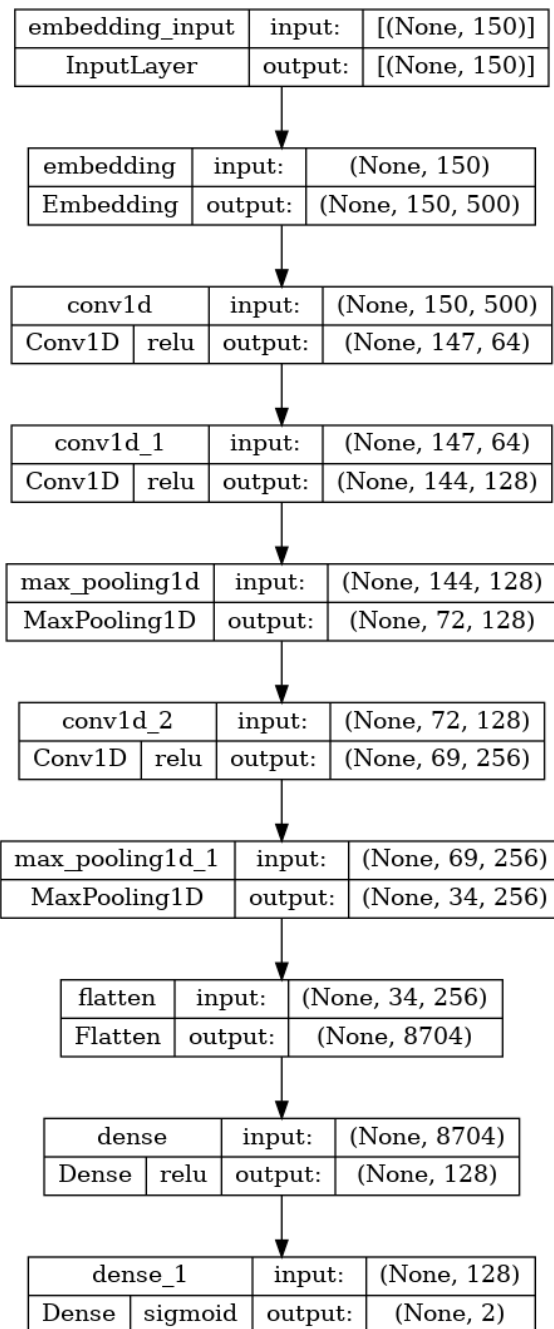 embedding_input input: [(None, 150)]
InputLayer output: [(None, 150)]
embedding input: (None, 150)
Embedding output: (None, 150, 500)
conv1d input: (None, 150, 500)
Conv1D relu output: (None, 147, 64)
conv1d_1 input: (None, 147, 64)
Conv1D relu output: (None, 144, 128)
max_pooling1d input: (None, 144, 128)
MaxPooling1D output: (None, 72, 128)
conv1d_2 input: (None, 72, 128)
Conv1D relu output: (None, 69, 256)
max_pooling1d_1 input: (None, 69, 256)
MaxPooling1D output: (None, 34, 256)
flatten input: (None, 34, 256)
Flatten output: (None, 8704)
dense input: (None, 8704)
Dense relu output: (None, 128)
dense_1 input: (None, 128)
Dense sigmoid output: (None, 2)